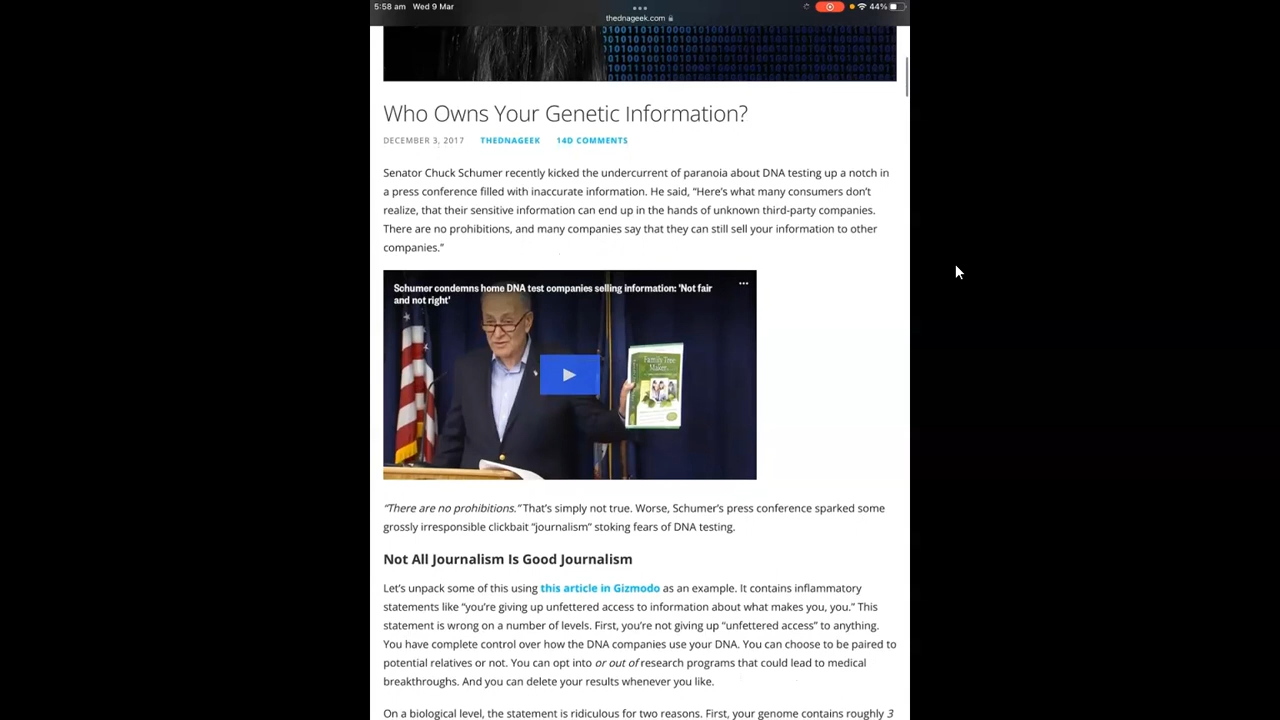 5:58 am Wed 9 Mar
44%
thednageek.com
Who Owns Your Genetic Information?
DECEMBER 3, 2017 THEDNAGEEK 14D COMMENTS
Senator Chuck Schumer recently kicked the undercurrent of paranoia about DNA testing up a notch in
a press conference filled with inaccurate information. He said, “Here’s what many consumers don’t
realize, that their sensitive information can end up in the hands of unknown third-party companies.
There are no prohibitions, and many companies say that they can still sell your information to other
companies.”
Schumer condemns home DNA test companies selling information: 'Not fair
and not right'
Family Tree
Maker
“There are no prohibitions.” That’s simply not true. Worse, Schumer’s press conference sparked some
grossly irresponsible clickbait “journalism” stoking fears of DNA testing.
Not All Journalism Is Good Journalism
Let’s unpack some of this using this article in Gizmodo as an example. It contains inflammatory
statements like “you’re giving up unfettered access to information about what makes you, you.” This
statement is wrong on a number of levels. First, you’re not giving up “unfettered access” to anything.
You have complete control over how the DNA companies use your DNA. You can choose to be paired to
potential relatives or not. You can opt into or out of research programs that could lead to medical
breakthroughs. And you can delete your results whenever you like.
On a biological level, the statement is ridiculous for two reasons. First, your genome contains roughly 3